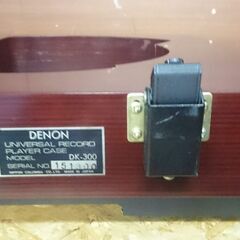 DENON
UNIVERSAL RECORD
PLAYER CASE
MODEL DK-300
SERIAL NO.
NIPPON COLUMBIA CO.,LTD. MADE IN JAPAN